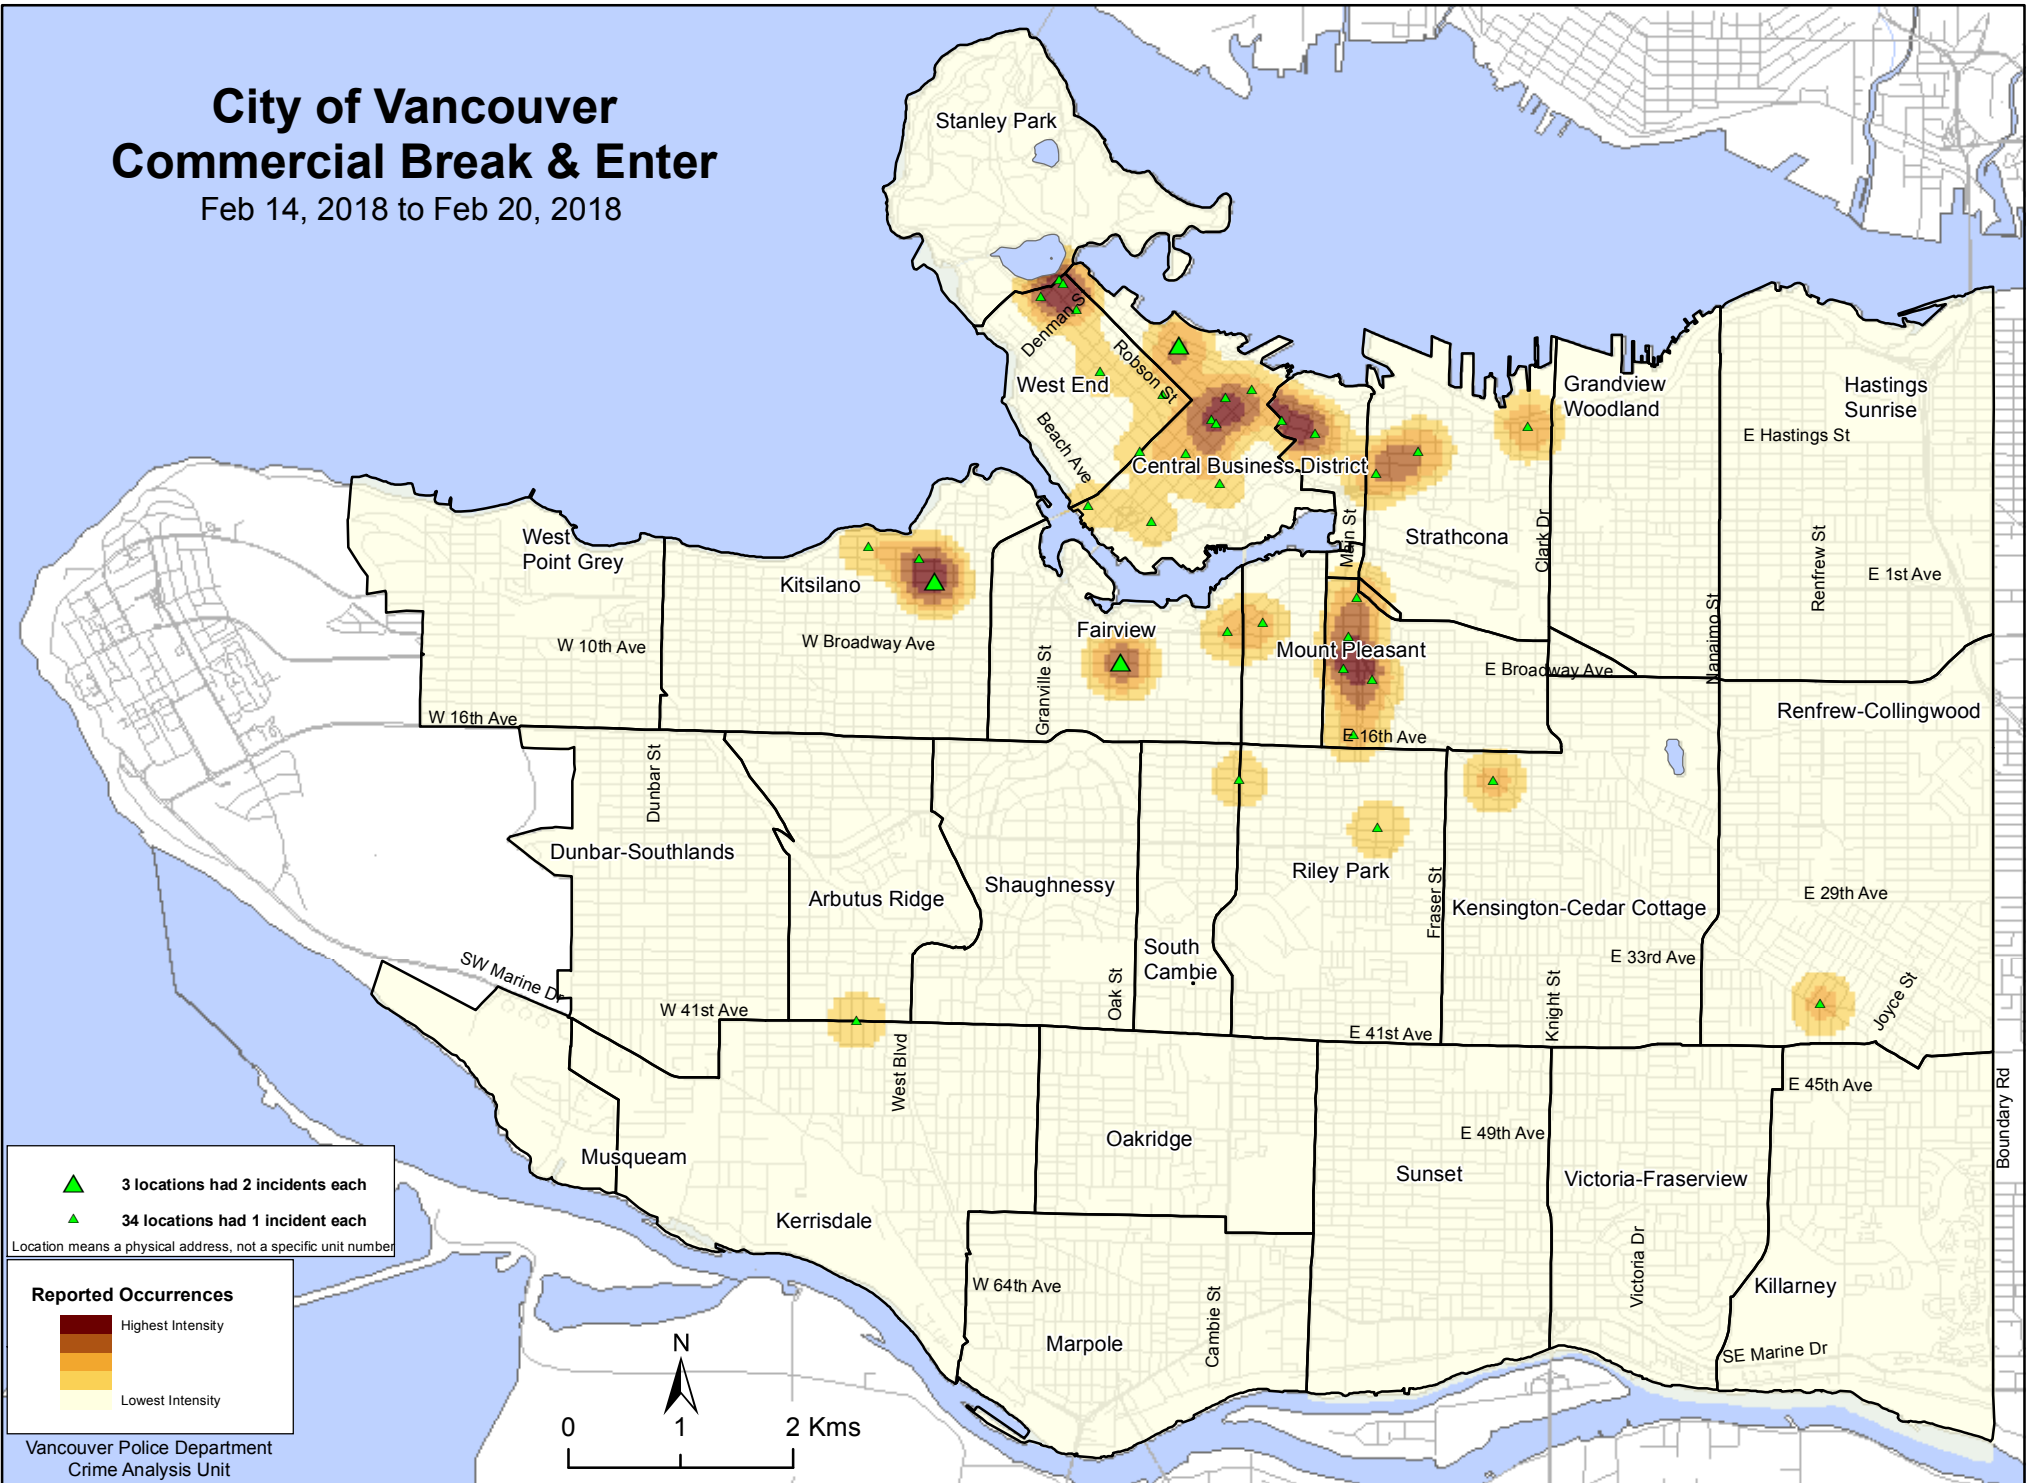 City of Vancouver
Commercial Break & Enter
Feb 14, 2018 to Feb 20, 2018
Stanley Park
Denman S
Robson St
West End
Beach Ave
Central Business District
Grandview
Woodland
Hastings
Sunrise
E Hastings St
West
Point Grey
Kitsilano
Strathcona
Main St
Clark Dr
Renfrew St
E 1st Ave
Nanaimo St
W 10th Ave
W Broadway Ave
Fairview
Granville St
Mount Pleasant
E Broadway Ave
W 16th Ave
E 16th Ave
Renfrew-Collingwood
Dunbar St
Dunbar-Southlands
Arbutus Ridge
Shaughnessy
Riley Park
Fraser St
Kensington-Cedar Cottage
E 29th Ave
South
Cambie
E 33rd Ave
SW Marine Dr
W 41st Ave
Oak St
E 41st Ave
Knight St
Joyce St
West Blvd
E 45th Ave
Boundary Rd
Oakridge
E 49th Ave
Musqueam
Sunset
Victoria-Fraserview
Kerrisdale
W 64th Ave
Cambie St
Victoria Dr
Killarney
Marpole
SE Marine Dr
3 locations had 2 incidents each
34 locations had 1 incident each
Location means a physical address, not a specific unit number
Reported Occurrences
Highest Intensity
Lowest Intensity
Vancouver Police Department
Crime Analysis Unit
N
0 1 2 Kms